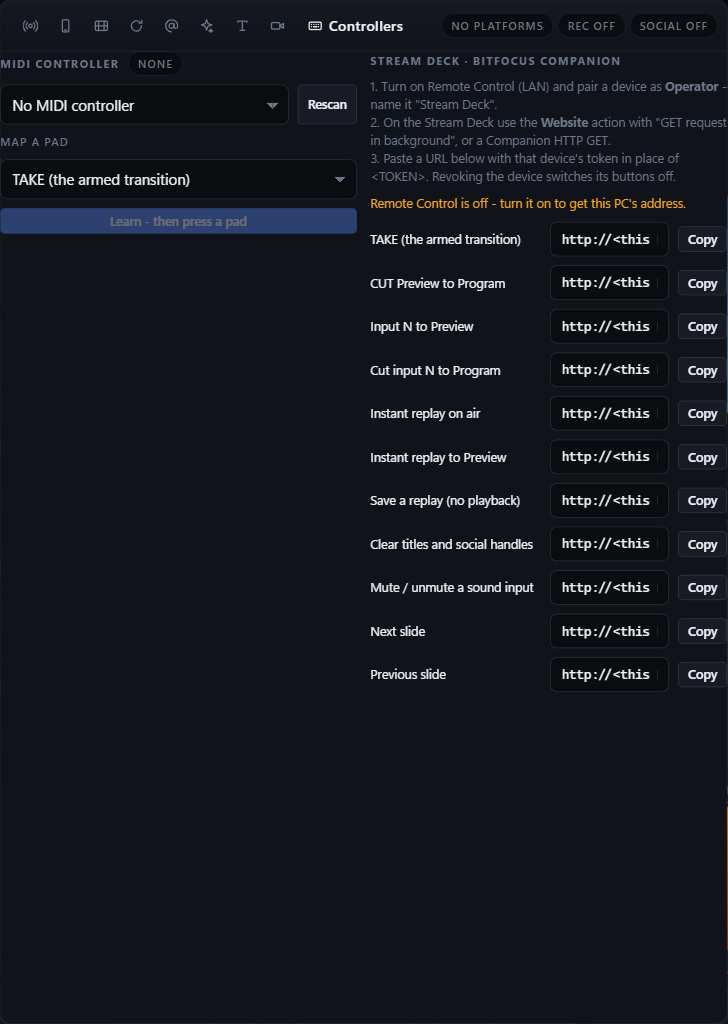 Controllers
NO PLATFORMS
REC OFF
SOCIAL OFF
MIDI CONTROLLER NONE
No MIDI controller
Rescan
MAP A PAD
TAKE (the armed transition)
Learn - then press a pad
STREAM DECK · BITFOCUS COMPANION
1. Turn on Remote Control (LAN) and pair a device as Operator -
name it "Stream Deck".
2. On the Stream Deck use the Website action with "GET request
in background", or a Companion HTTP GET.
3. Paste a URL below with that device's token in place of
<TOKEN>. Revoking the device switches its buttons off.
Remote Control is off - turn it on to get this PC's address.
TAKE (the armed transition) http://<this Copy
CUT Preview to Program http://<this Copy
Input N to Preview http://<this Copy
Cut input N to Program http://<this Copy
Instant replay on air http://<this Copy
Instant replay to Preview http://<this Copy
Save a replay (no playback) http://<this Copy
Clear titles and social handles http://<this Copy
Mute / unmute a sound input http://<this Copy
Next slide http://<this Copy
Previous slide http://<this Copy